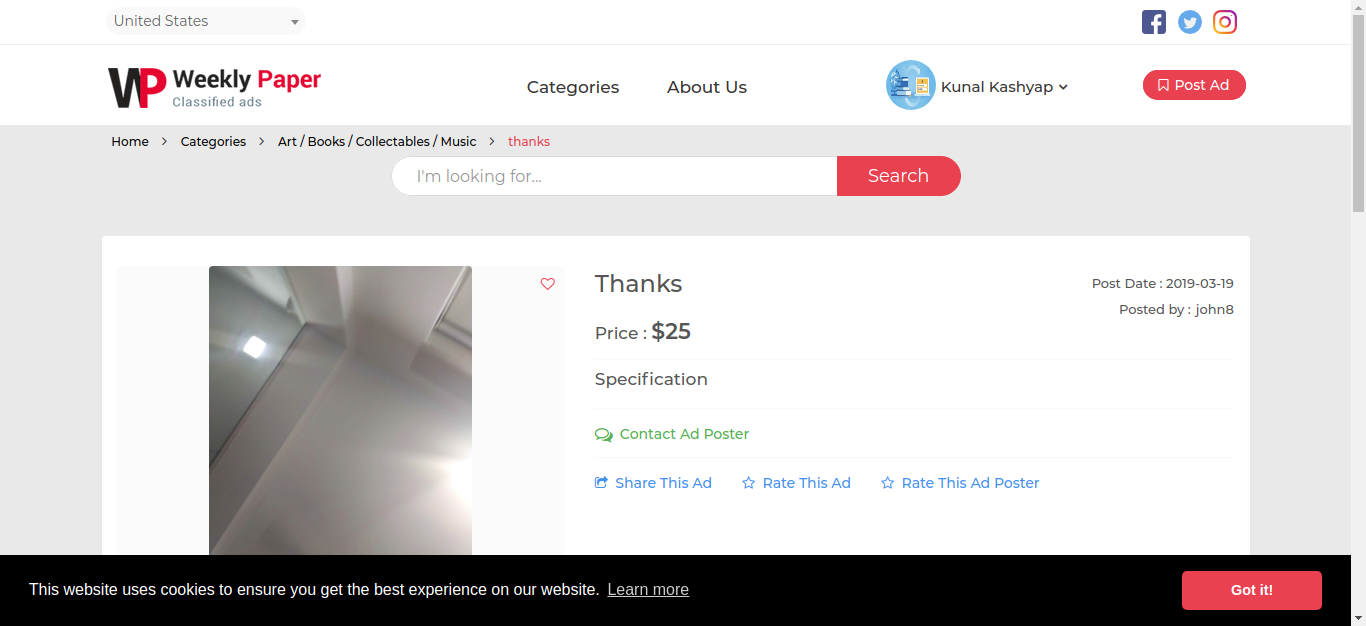 United States
WP Weekly Paper
Classified ads
Categories
About Us
Kunal Kashyap
Post Ad
Home > Categories > Art / Books / Collectables / Music > thanks
I'm looking for...
Search
Thanks
Post Date : 2019-03-19
Posted by : john8
Price : $25
Specification
Contact Ad Poster
Share This Ad
Rate This Ad
Rate This Ad Poster
This website uses cookies to ensure you get the best experience on our website. Learn more
Got it!